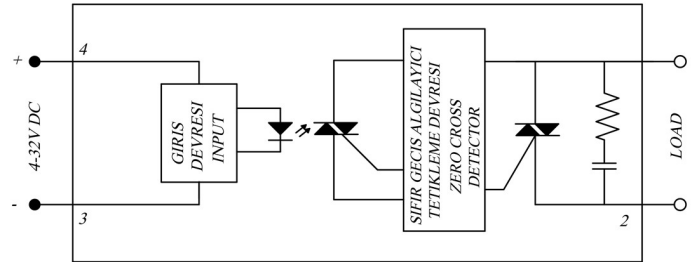 +
4
4-32V DC
-
3
GIRIS
DEVRESI
INPUT
SIFIR GECIS ALGILAYICI
TETIKLEME DEVRESI
ZERO CROSS
DETECTOR
2
LOAD